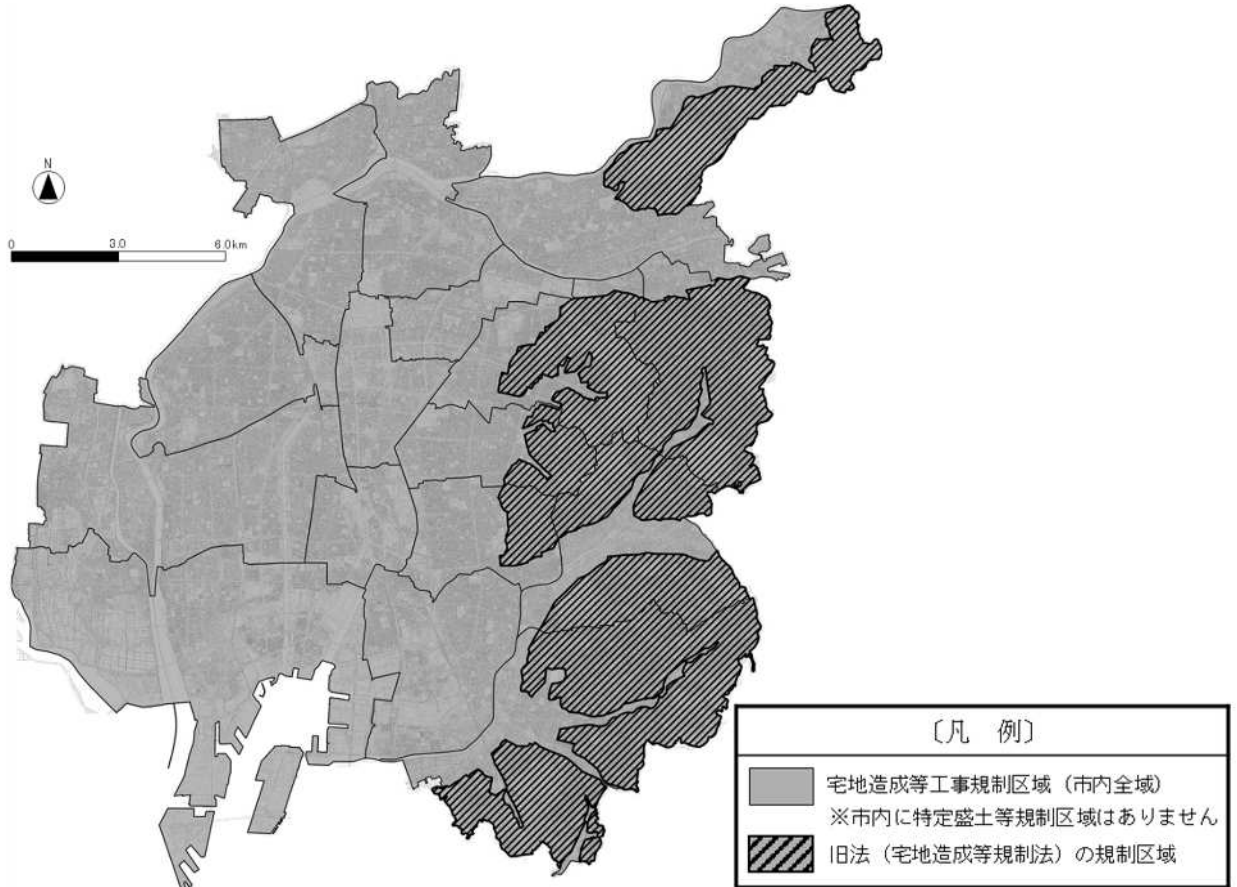 N
0 3.0 6.0km
〔凡 例〕
宅地造成等工事規制区域（市内全域）
※市内に特定盛土等規制区域はありません
旧法（宅地造成等規制法）の規制区域